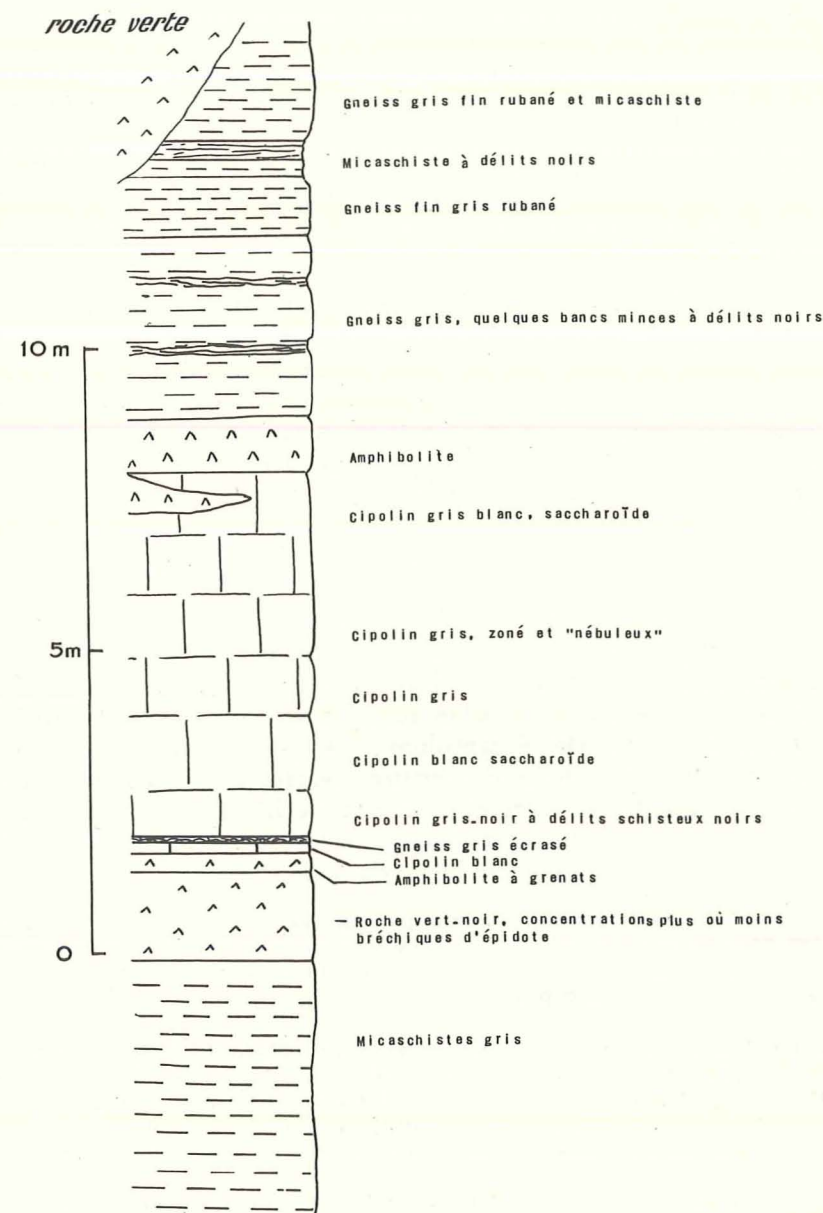 roche verte
Gneiss gris fin rubané et micaschiste
Micaschiste à délits noirs
Gneiss fin gris rubané
Gneiss gris, quelques bancs minces à délits noirs
10 m
Amphibolite
Cipolin gris blanc, saccharoïde
Cipolin gris, zoné et "nébuleux"
5m
Cipolin gris
Cipolin blanc saccharoïde
Cipolin gris-noir à délits schisteux noirs
Gneiss gris écrasé
Cipolin blanc
Amphibolite à grenats
Roche vert-noir, concentrations plus où moins
bréchiques d'épidote
0
Micaschistes gris